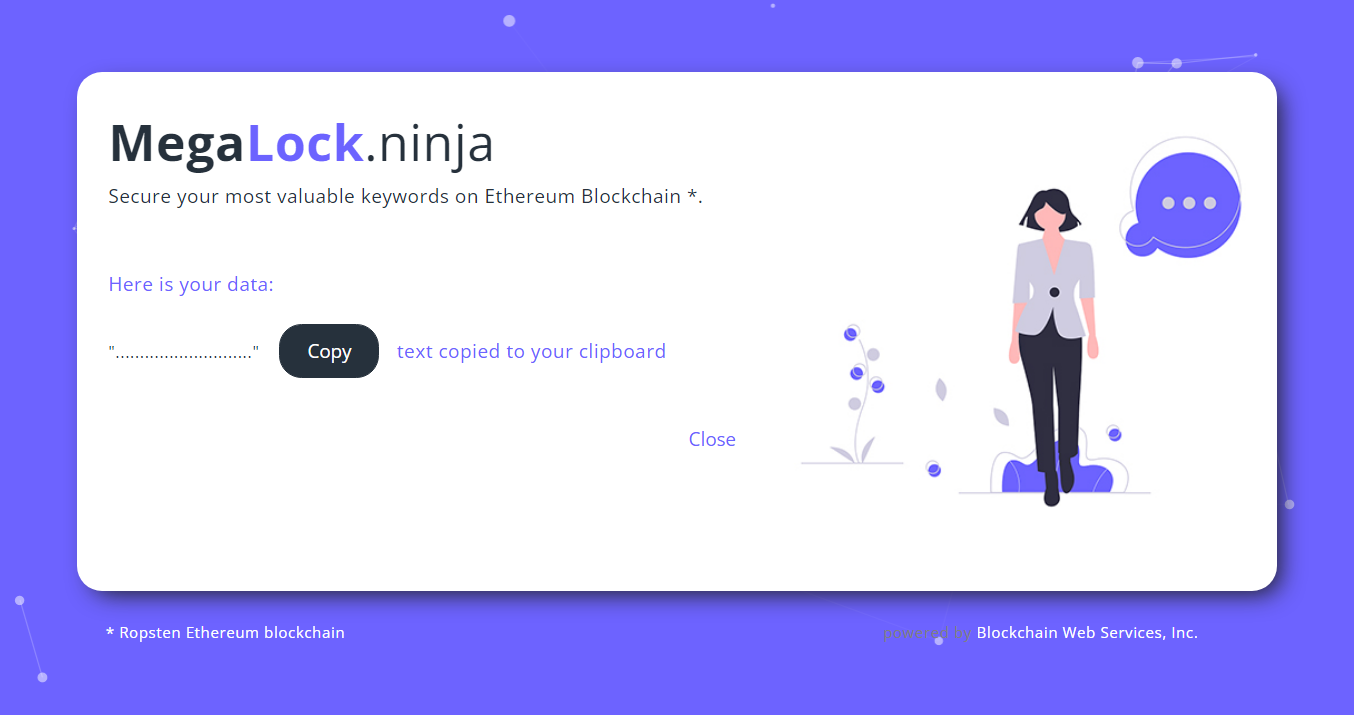 MegaLock.ninja
Secure your most valuable keywords on Ethereum Blockchain *.
Here is your data:
"............................" Copy text copied to your clipboard
Close
* Ropsten Ethereum blockchain powered by Blockchain Web Services, Inc.